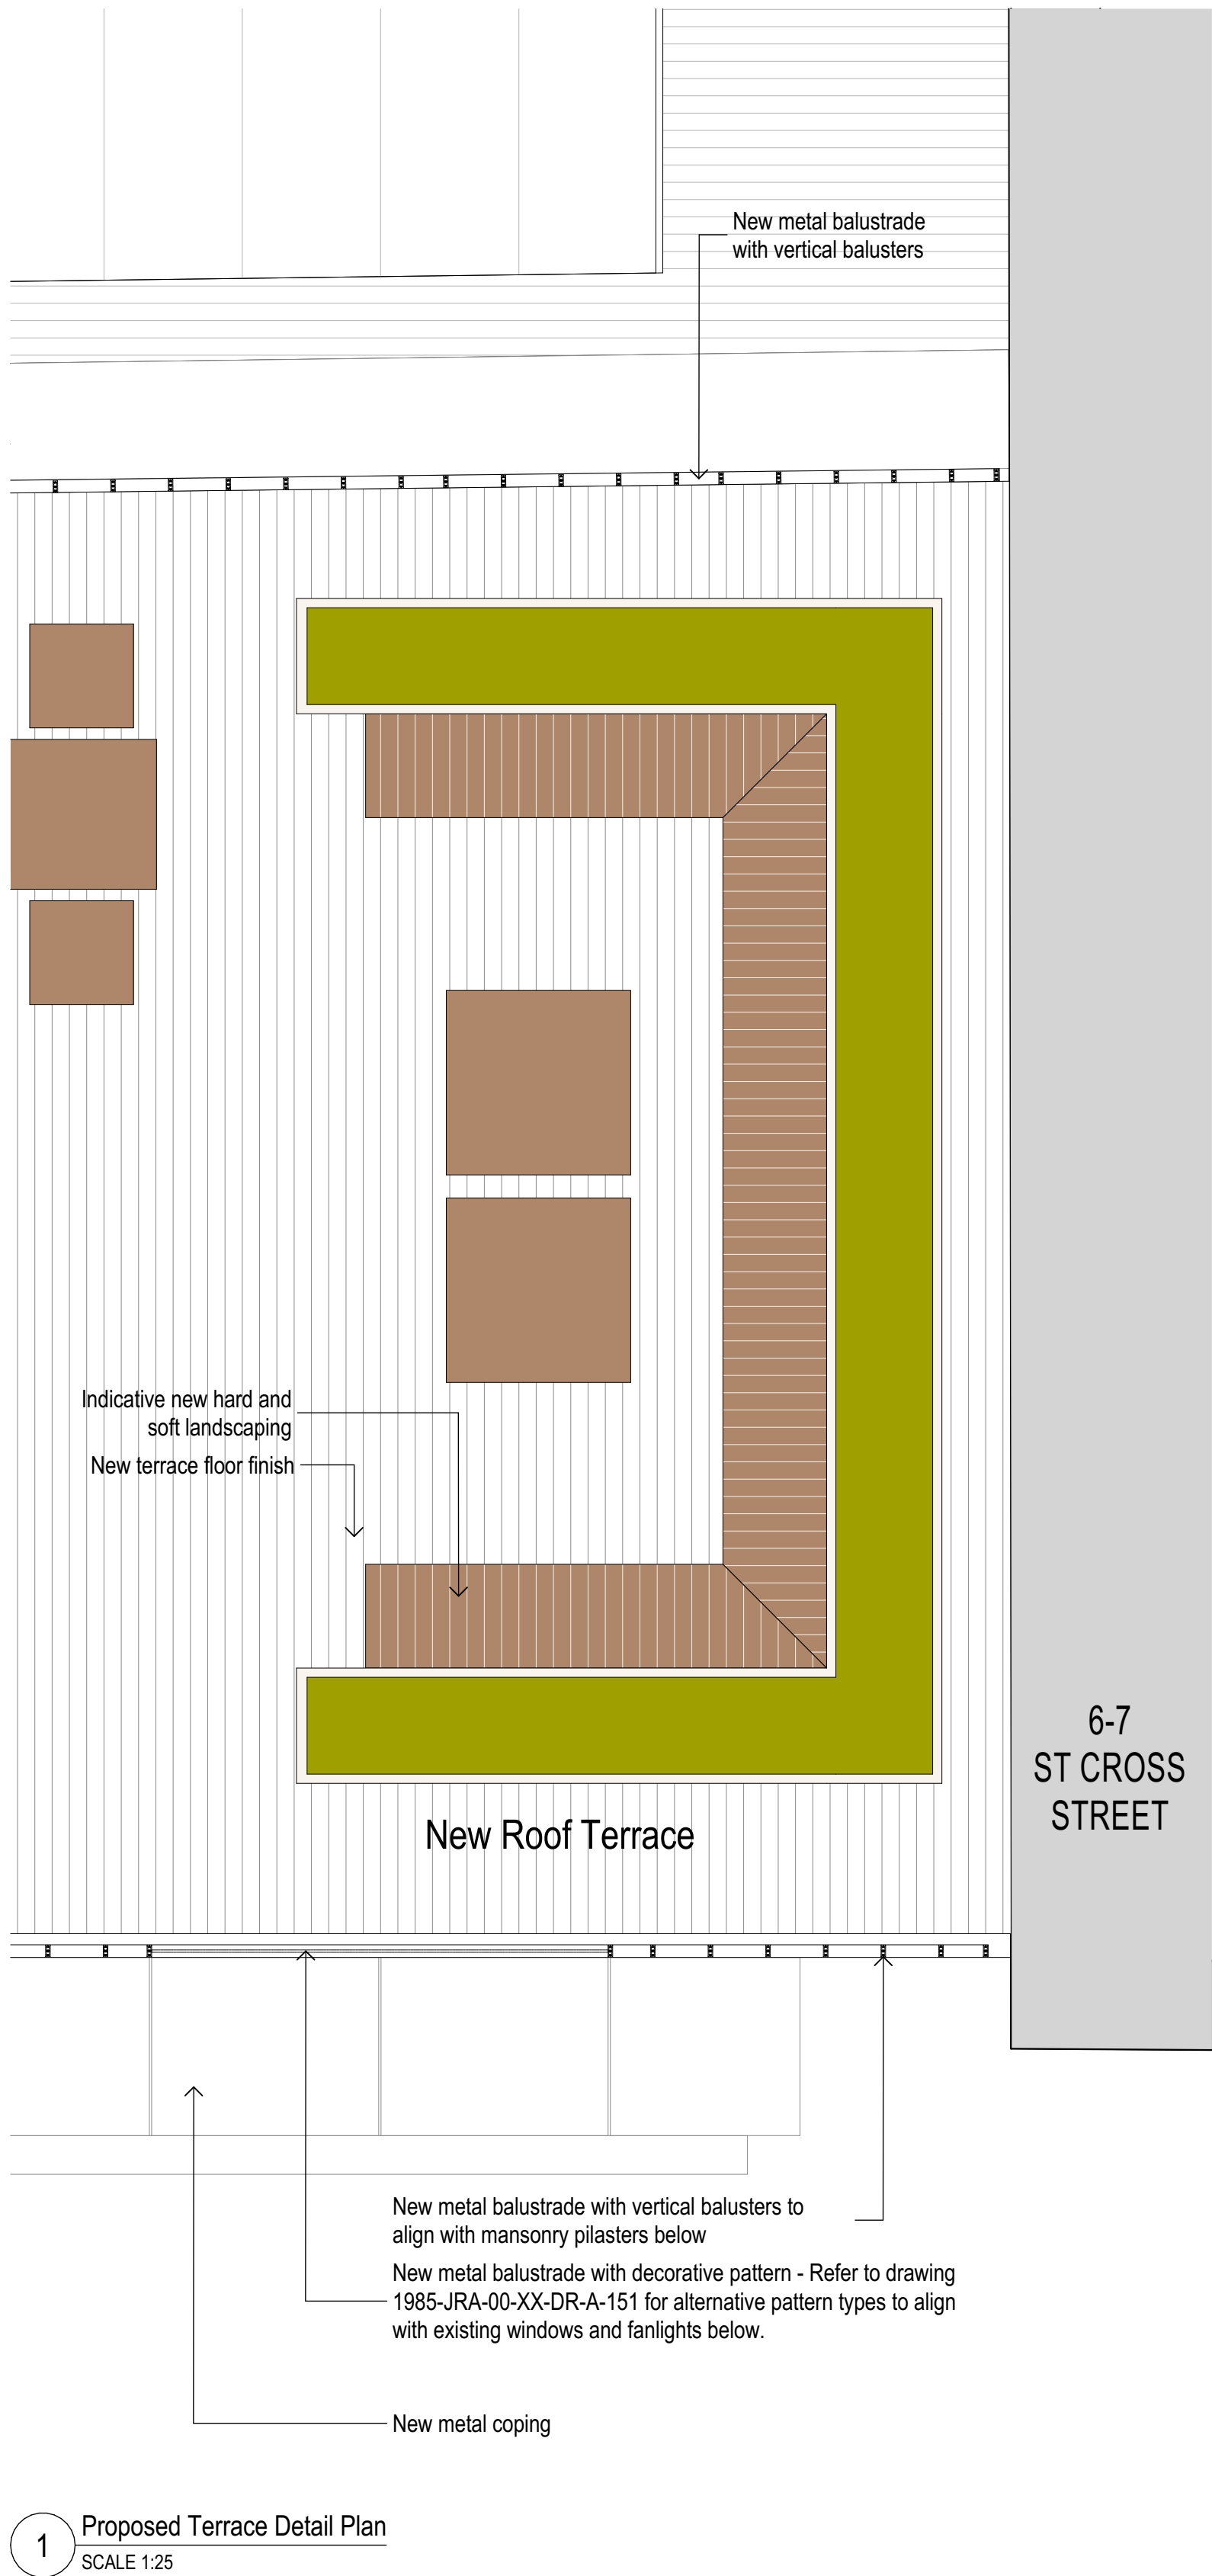 New metal balustrade
with vertical balusters
Indicative new hard and
soft landscaping
New terrace floor finish
6-7
ST CROSS
STREET
New Roof Terrace
New metal balustrade with vertical balusters to
align with mansonry pilasters below
New metal balustrade with decorative pattern - Refer to drawing
1985-JRA-00-XX-DR-A-151 for alternative pattern types to align
with existing windows and fanlights below.
New metal coping
1
Proposed Terrace Detail Plan
SCALE 1:25